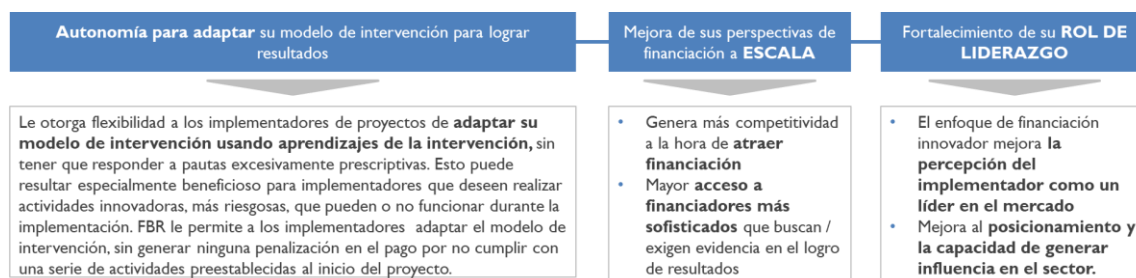 Autonomía para adaptar su modelo de intervención para lograr
resultados
Mejora de sus perspectivas de
financiación a ESCALA
Fortalecimiento de su ROL DE
LIDERAZGO
Le otorga flexibilidad a los implementadores de proyectos de adaptar su
modelo de intervención usando aprendizajes de la intervención, sin
tener que responder a pautas excesivamente prescriptivas. Esto puede
resultar especialmente beneficioso para implementadores que deseen realizar
actividades innovadoras, más riesgosas, que pueden o no funcionar durante la
implementación. FBR le permite a los implementadores adaptar el modelo de
intervención, sin generar ninguna penalización en el pago por no cumplir con
una serie de actividades preestablecidas al inicio del proyecto.
• Genera más competitividad
a la hora de atraer
financiación
• Mayor acceso a
financiadores más
sofisticados que buscan /
exigen evidencia en el logro
de resultados
• El enfoque de financiación
innovador mejora la
percepción del
implementador como un
líder en el mercado
• Mejora al posicionamiento y
la capacidad de generar
influencia en el sector.